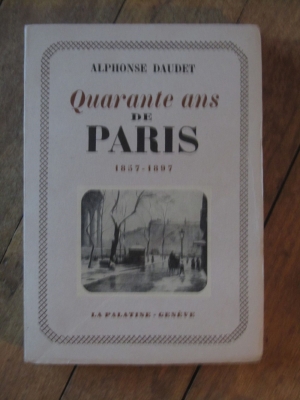 ALPHONSE DAUDET
Quarante ans
DE
PARIS
1857-1897
LA PALATINE-GENÈVE